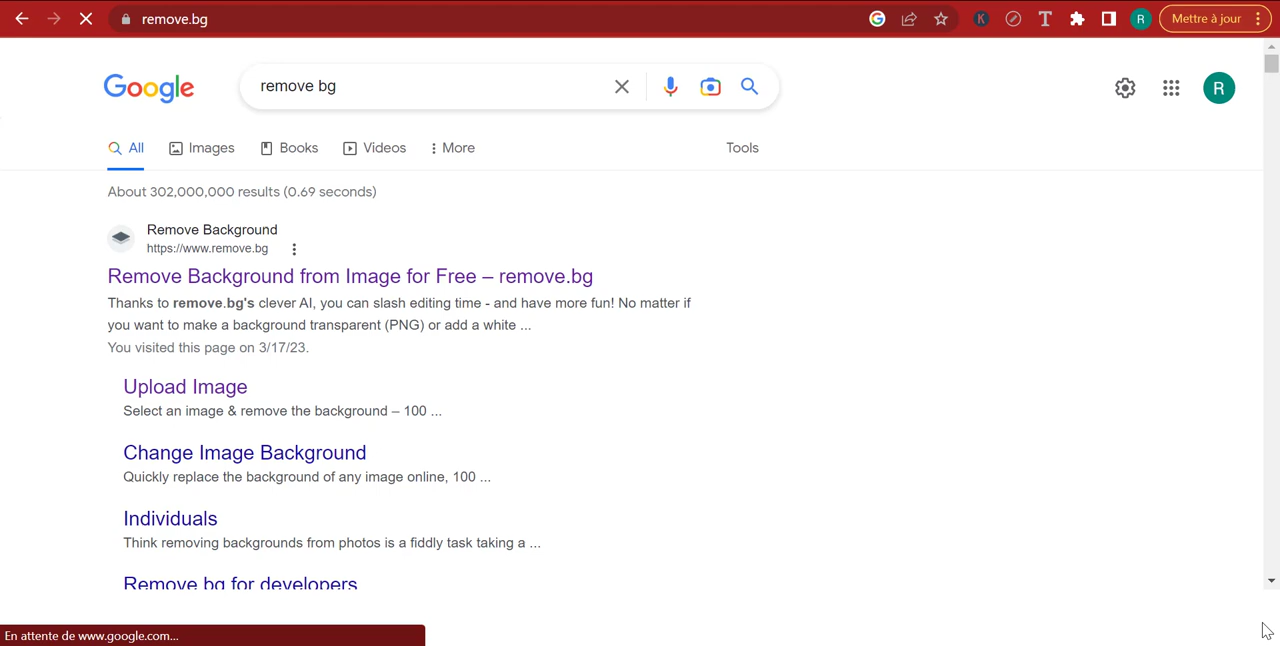 remove.bg
K
T
R
Mettre à jour
Google
remove bg
R
All
Images
Books
Videos
More
Tools
About 302,000,000 results (0.69 seconds)
Remove Background
https://www.remove.bg
Remove Background from Image for Free – remove.bg
Thanks to remove.bg's clever AI, you can slash editing time - and have more fun! No matter if
you want to make a background transparent (PNG) or add a white ...
You visited this page on 3/17/23.
Upload Image
Select an image & remove the background – 100 ...
Change Image Background
Quickly replace the background of any image online, 100 ...
Individuals
Think removing backgrounds from photos is a fiddly task taking a ...
Remove bg for developers
En attente de www.google.com...